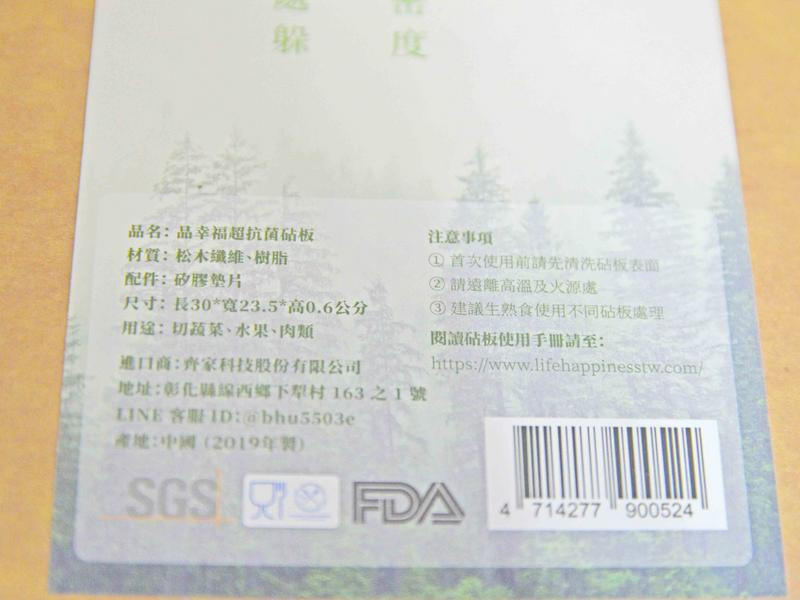 密度
處躲
品名：品幸福超抗菌砧板
材質：松木纖維、樹脂
配件：矽膠墊片
尺寸：長30*寬23.5*高0.6公分
用途：切蔬菜、水果、肉類
進口商：齊家科技股份有限公司
地址：彰化縣線西鄉下犁村 163 之 1 號
LINE 客服 ID：@bhu5503e
產地：中國（2019年製）
注意事項
① 首次使用前請先清洗砧板表面
② 請遠離高溫及火源處
③ 建議生熟食使用不同砧板處理
閱讀砧板使用手冊請至：
https://www.lifehappinesstw.com/
SGS
FDA
4 714277 900524